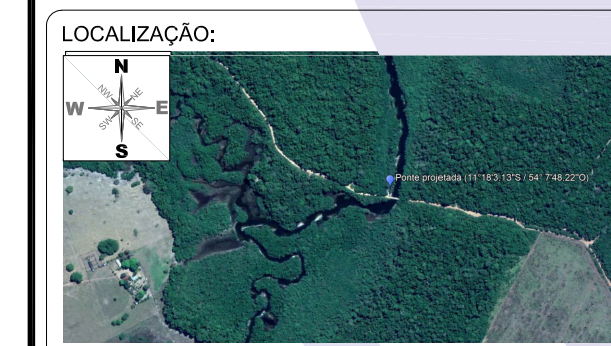 LOCALIZAÇÃO:
N
NW
NE
W
E
SW
SE
S
Ponte projetada (11°18'3.13"S / 54° 7'48.22"O)